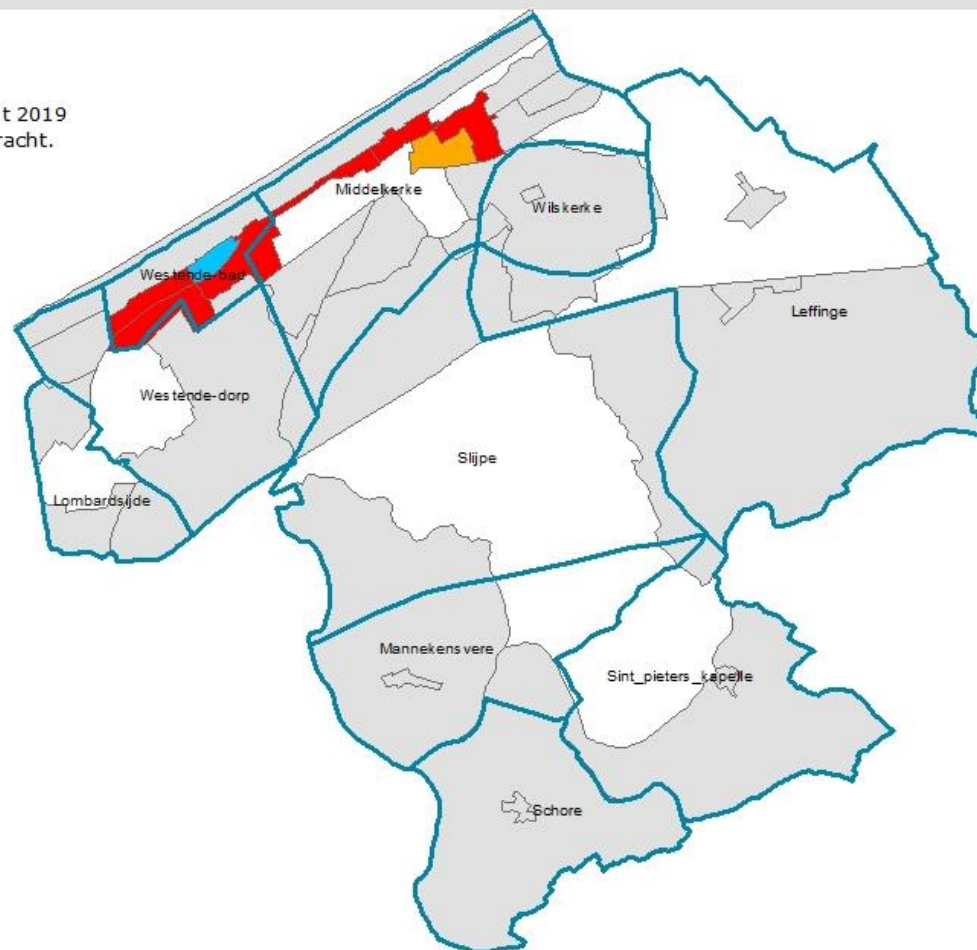 t 2019
racht.
Middelkerke
Wilskerke
Westende-bad
Leffinge
Westende-dorp
Slijpe
Lombardsijde
Mannekensvere
Sint_pieters_kapelle
Schore